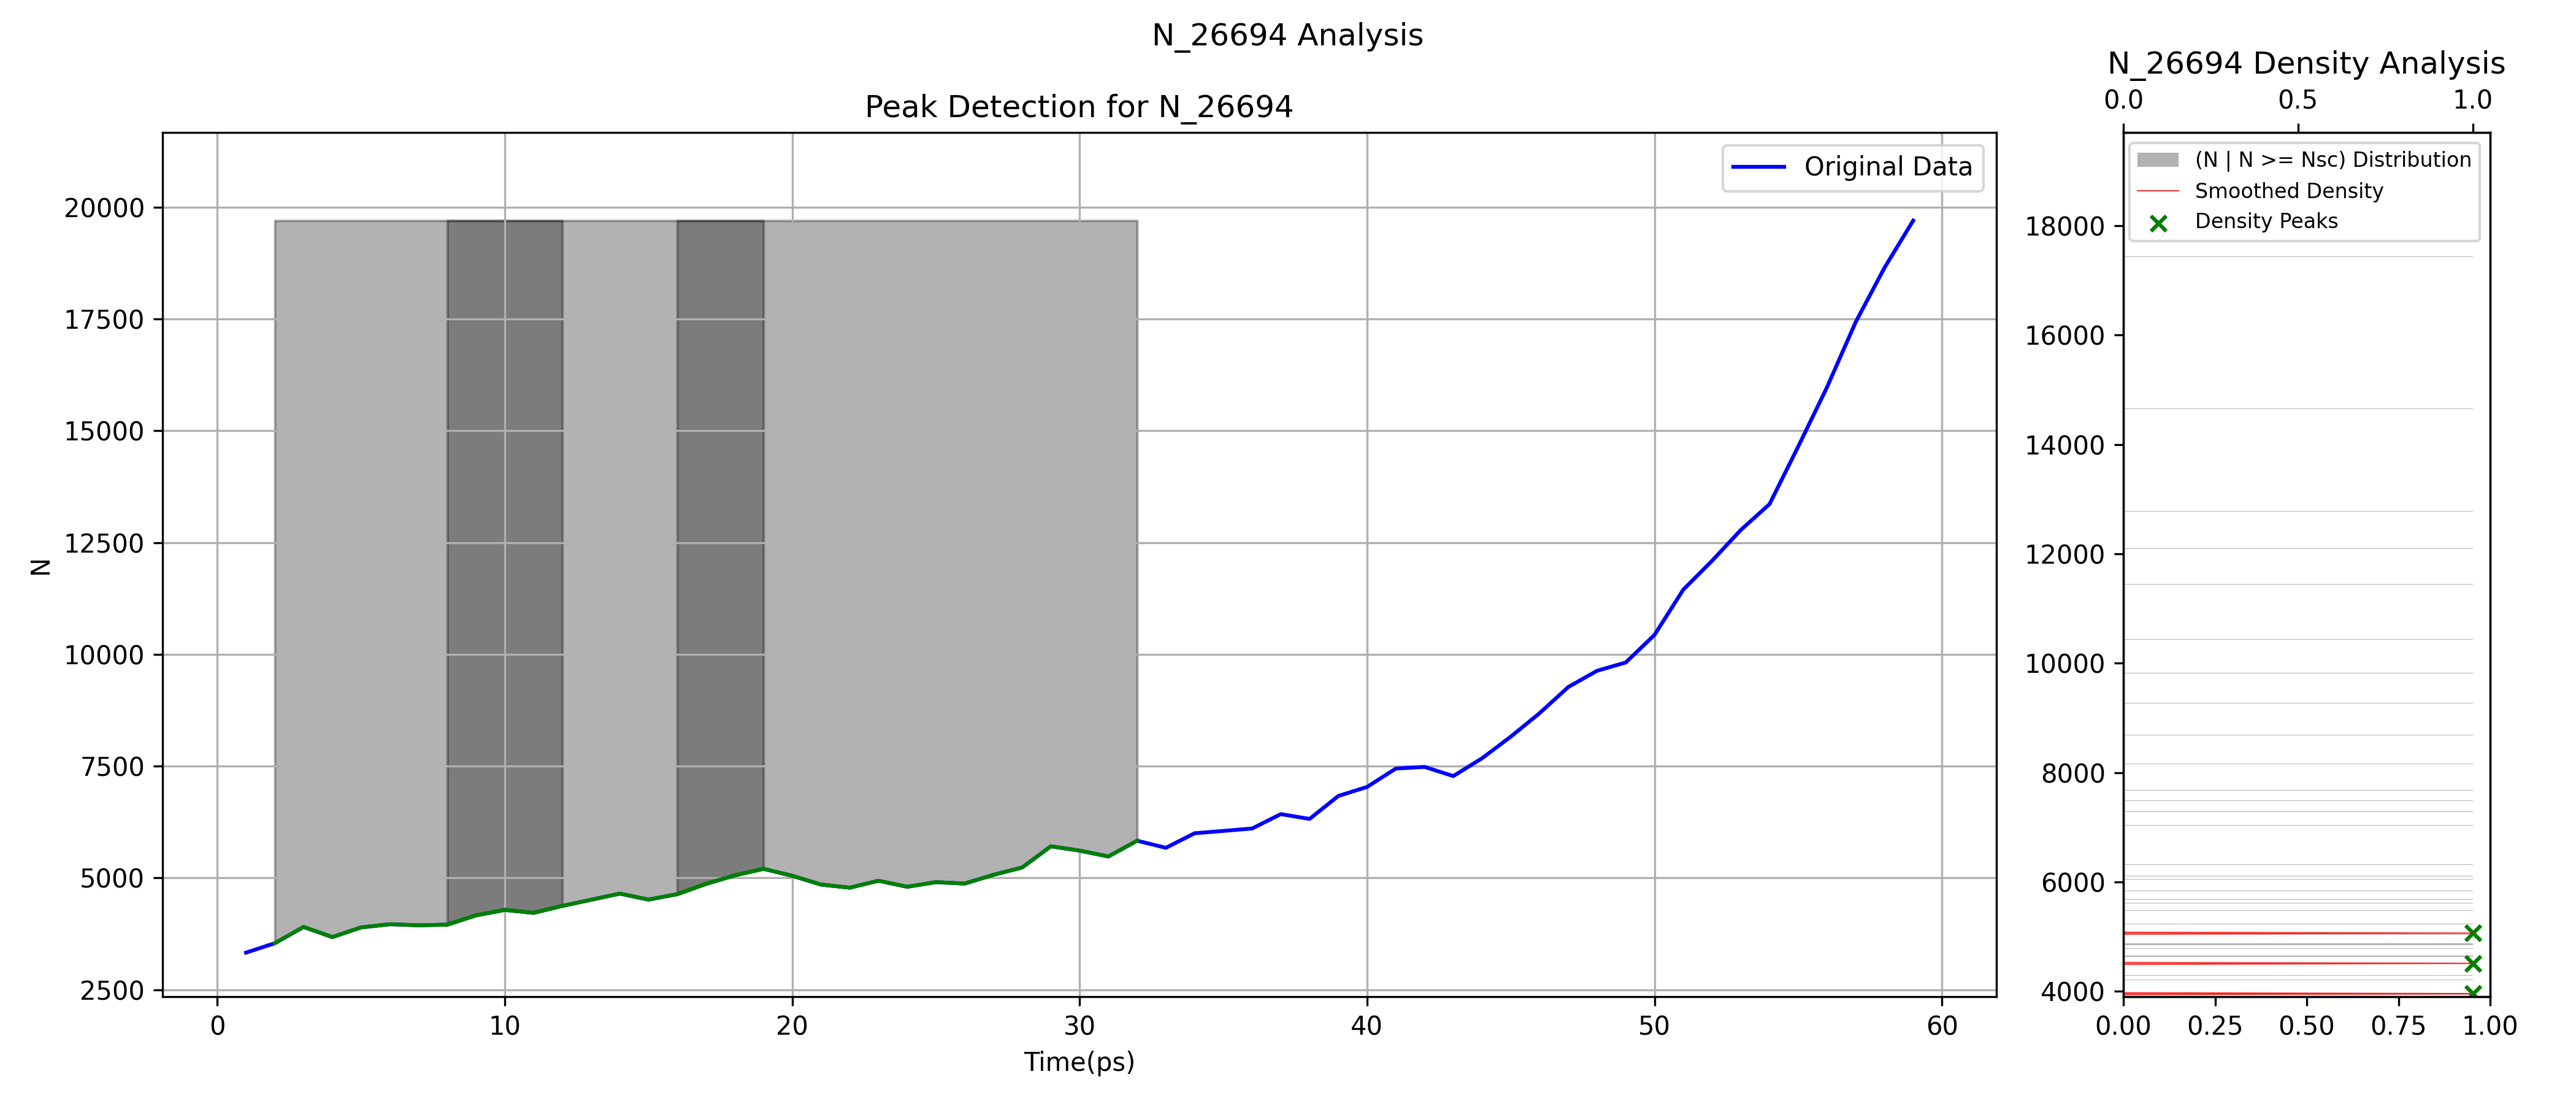 N_26694 Analysis
Peak Detection for N_26694
Original Data
N
20000
17500
15000
12500
10000
7500
5000
2500
0 10 20 30 40 50 60
Time(ps)
N_26694 Density Analysis
0.0 0.5 1.0
(N | N >= Nsc) Distribution
Smoothed Density
Density Peaks
18000
16000
14000
12000
10000
8000
6000
4000
0.00 0.25 0.50 0.75 1.00